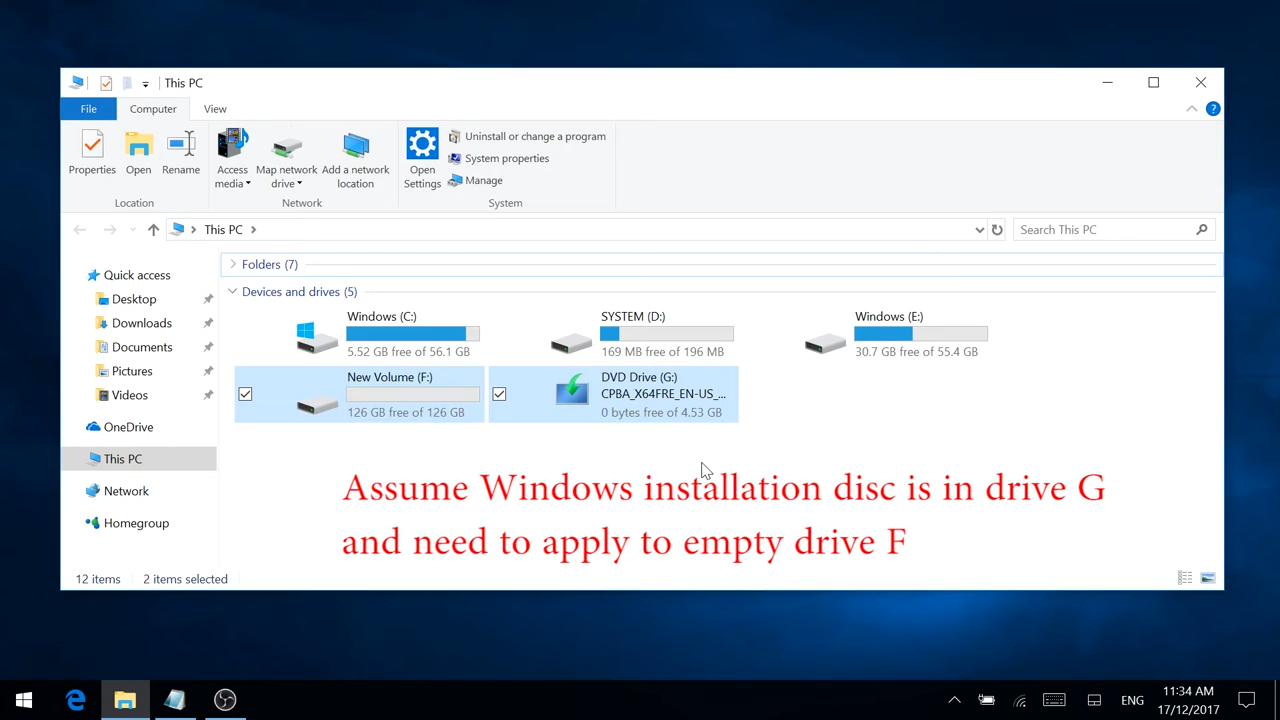 This PC
File
Computer
View
Properties
Open
Rename
Access media
Map network drive
Add a network location
Open Settings
Uninstall or change a program
System properties
Manage
Location
Network
System
This PC
Search This PC
Quick access
Desktop
Downloads
Documents
Pictures
Videos
OneDrive
This PC
Network
Homegroup
Folders (7)
Devices and drives (5)
Windows (C:)
5.52 GB free of 56.1 GB
SYSTEM (D:)
169 MB free of 196 MB
Windows (E:)
30.7 GB free of 55.4 GB
New Volume (F:)
126 GB free of 126 GB
DVD Drive (G:)
CPBA_X64FRE_EN-US_...
0 bytes free of 4.53 GB
Assume Windows installation disc is in drive G
and need to apply to empty drive F
12 items
2 items selected
ENG
11:34 AM
17/12/2017